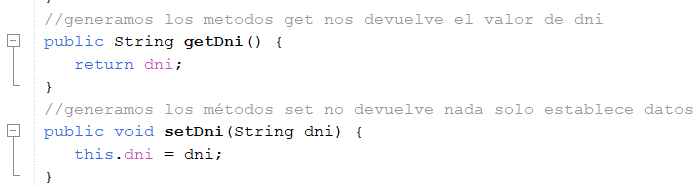 }
//generamos los metodos get nos devuelve el valor de dni
public String getDni() {
return dni;
}
//generamos los métodos set no devuelve nada solo establece datos
public void setDni(String dni) {
this.dni = dni;
}